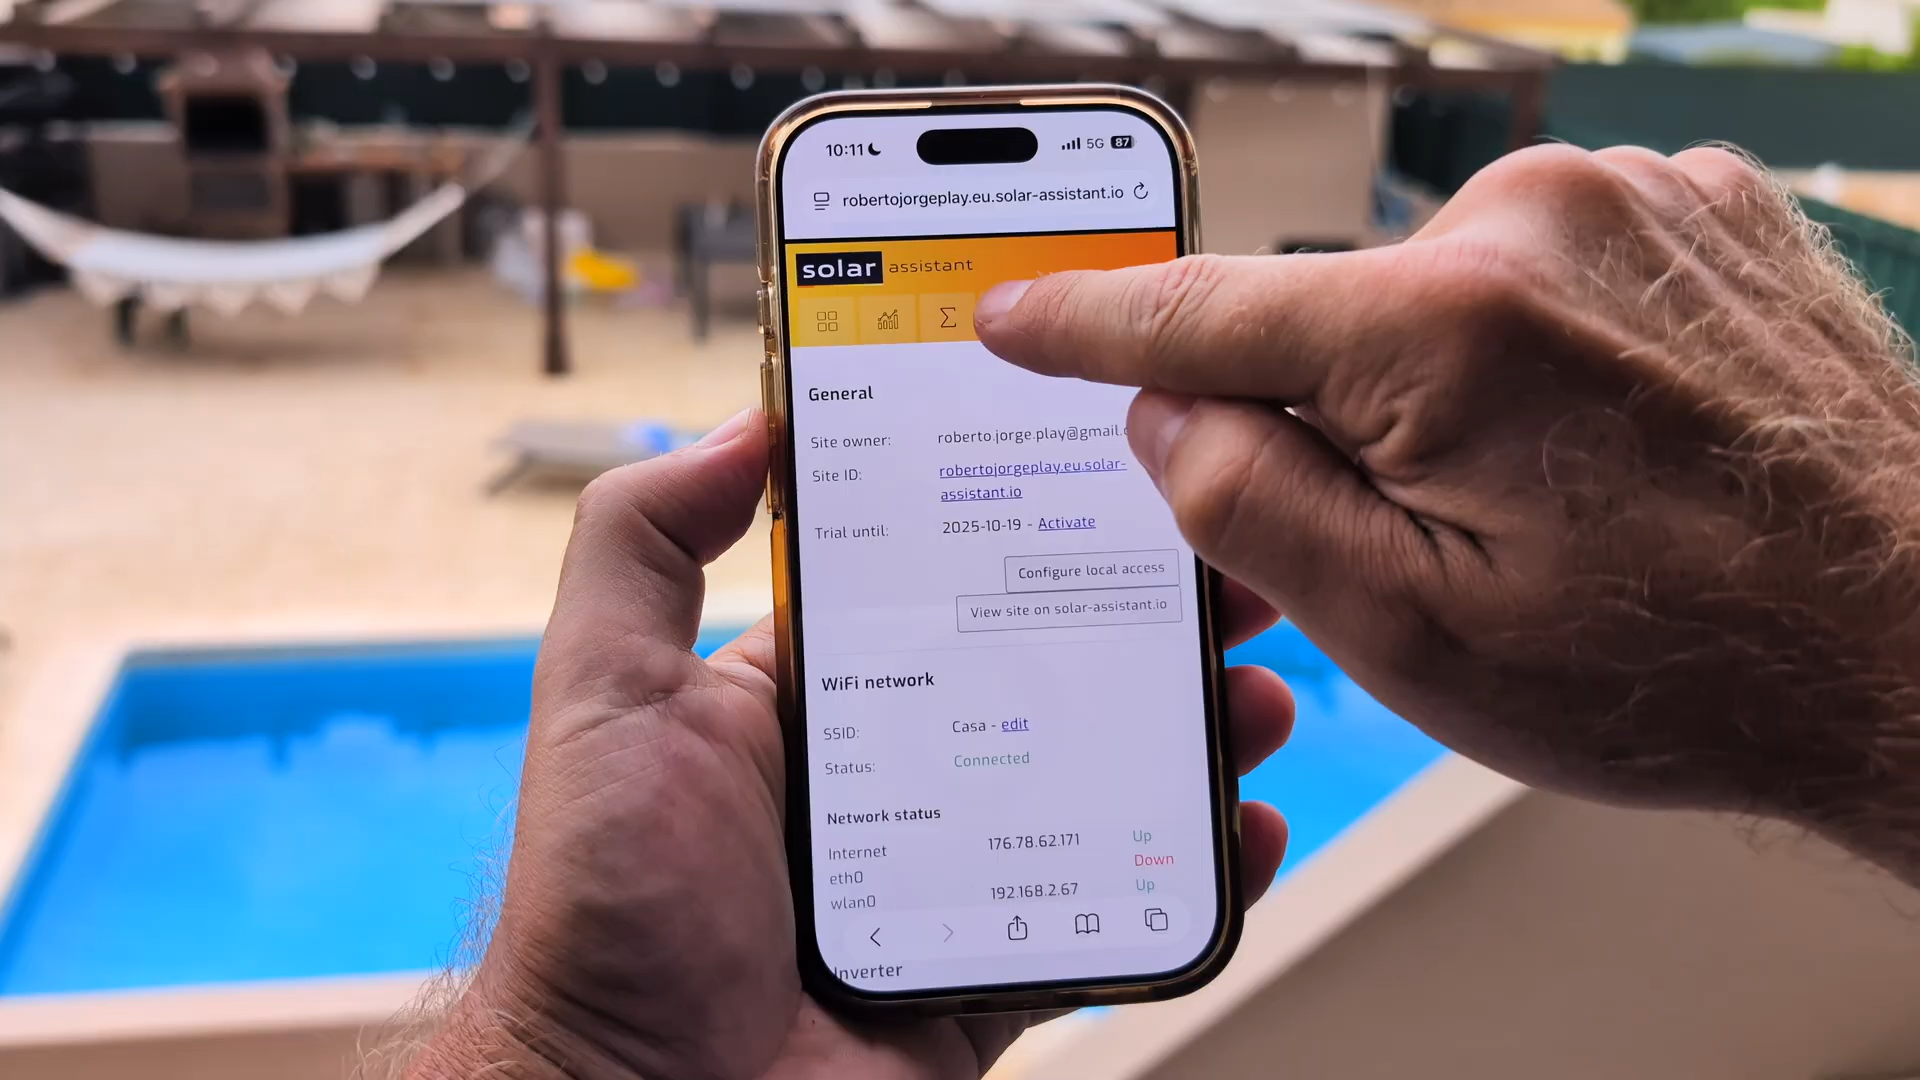 10:11 5G 87
robertojorgeplay.eu.solar-assistant.io
solar assistant
Σ
General
Site owner: roberto.jorge.play@gmail.
Site ID: robertojorgeplay.eu.solar-
assistant.io
Trial until: 2025-10-19 - Activate
Configure local access
View site on solar-assistant.io
WiFi network
SSID: Casa - edit
Status: Connected
Network status
Internet 176.78.62.171 Up
eth0 Down
wlan0 192.168.2.67 Up
Inverter